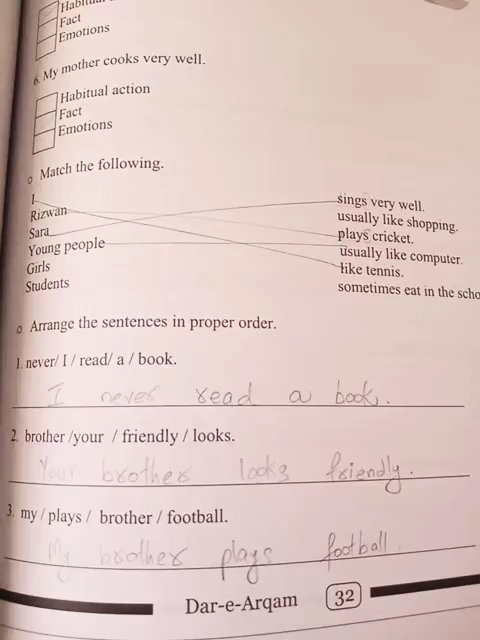 Habitual
Fact
Emotions
6. My mother cooks very well.
Habitual action
Fact
Emotions
o Match the following.
I sings very well.
Rizwan usually like shopping.
Sara plays cricket.
Young people usually like computer.
Girls like tennis.
Students sometimes eat in the scho
o Arrange the sentences in proper order.
1. never/ I / read/ a / book.
I never read a book.
2. brother /your / friendly / looks.
Your brother looks friendly.
3. my / plays / brother / football.
My brother plays football.
Dar-e-Arqam 32